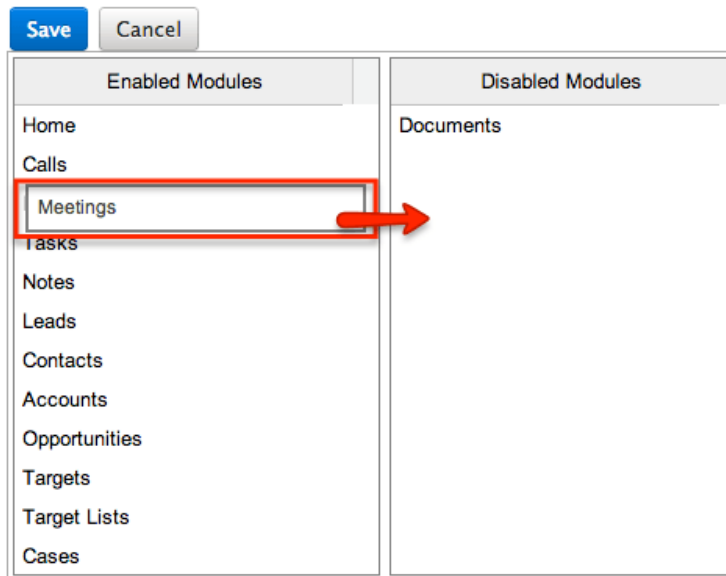 Save Cancel
Enabled Modules Disabled Modules
Home Documents
Calls
Meetings
Tasks
Notes
Leads
Contacts
Accounts
Opportunities
Targets
Target Lists
Cases